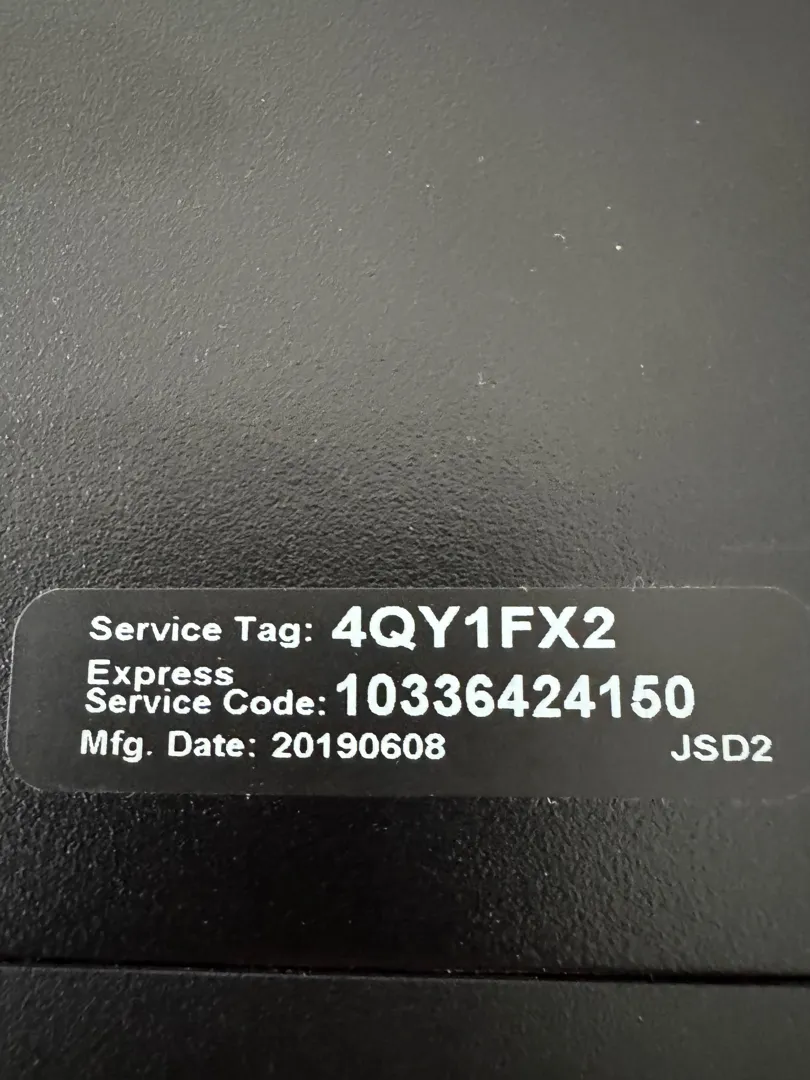 Service Tag: 4QY1FX2
Express
Service Code: 10336424150
Mfg. Date: 20190608 JSD2